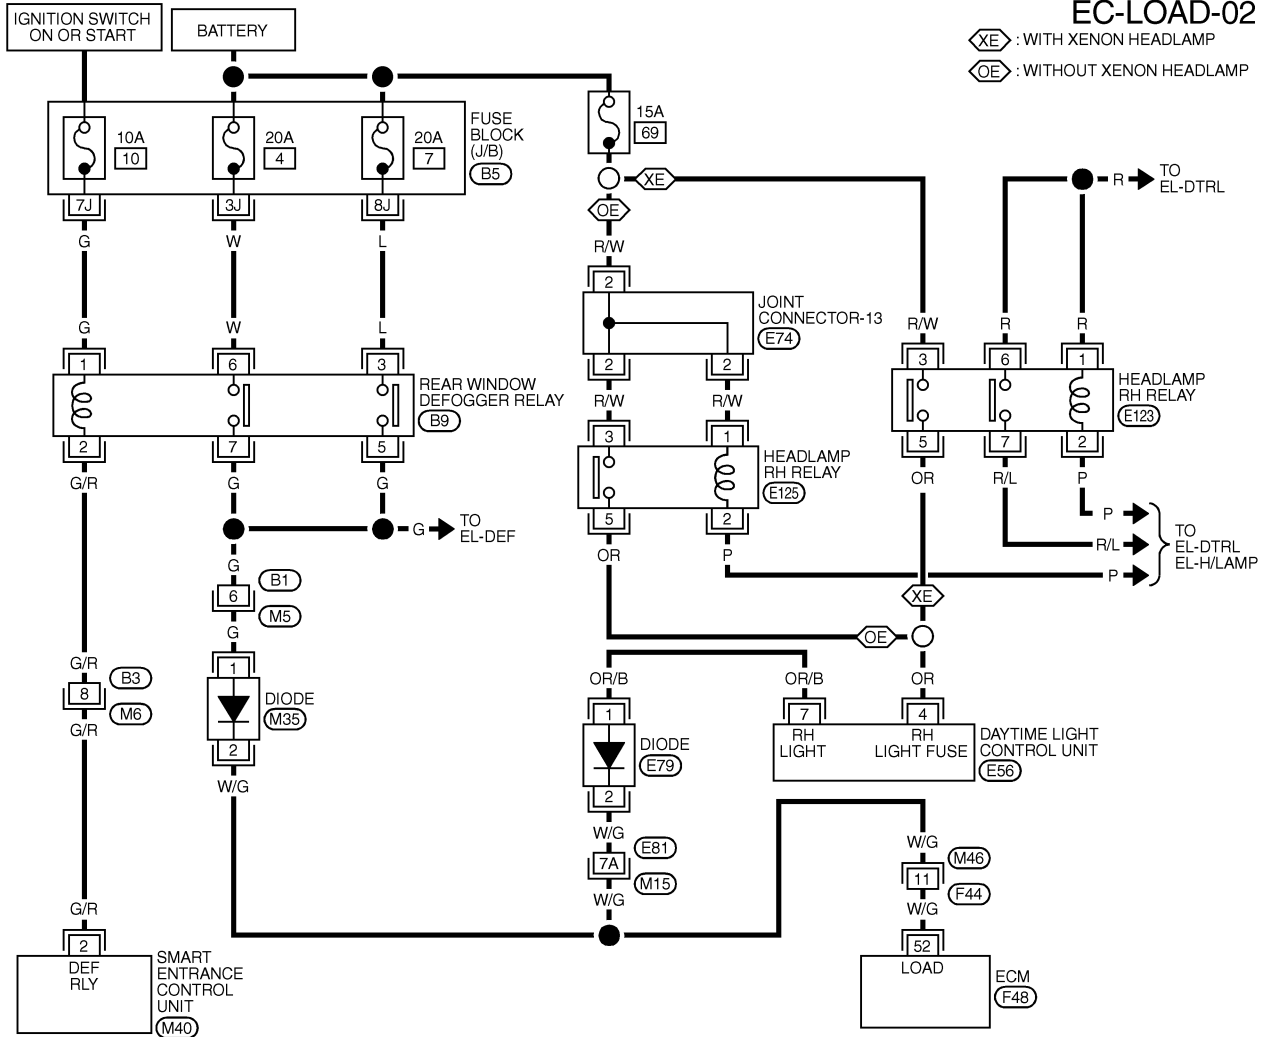 EC-LOAD-02
XE : WITH XENON HEADLAMP
OE : WITHOUT XENON HEADLAMP
IGNITION SWITCH
ON OR START
BATTERY
10A
10
20A
4
20A
7
FUSE
BLOCK
(J/B)
B5
15A
69
XE
OE
R/W
7J
3J
8J
G
W
L
G
W
L
1
6
3
REAR WINDOW
DEFOGGER RELAY
B9
2
7
5
G/R
G
G
G
TO
EL-DEF
G
B1
6
M5
G
1
DIODE
M35
2
W/G
G/R
B3
8
M6
G/R
G/R
2
DEF
RLY
SMART
ENTRANCE
CONTROL
UNIT
M40
2
JOINT
CONNECTOR-13
E74
2
2
R/W
R/W
3
1
HEADLAMP
RH RELAY
E125
5
2
OR
P
R
TO
EL-DTRL
R/W
R
R
3
6
1
HEADLAMP
RH RELAY
E123
5
7
2
OR
R/L
P
P
R/L
P
TO
EL-DTRL
EL-H/LAMP
XE
OE
OR/B
OR/B
OR
1
7
4
RH
LIGHT
RH
LIGHT FUSE
DAYTIME LIGHT
CONTROL UNIT
E56
DIODE
E79
2
W/G
E81
7A
M15
W/G
W/G
M46
11
F44
W/G
52
LOAD
ECM
F48